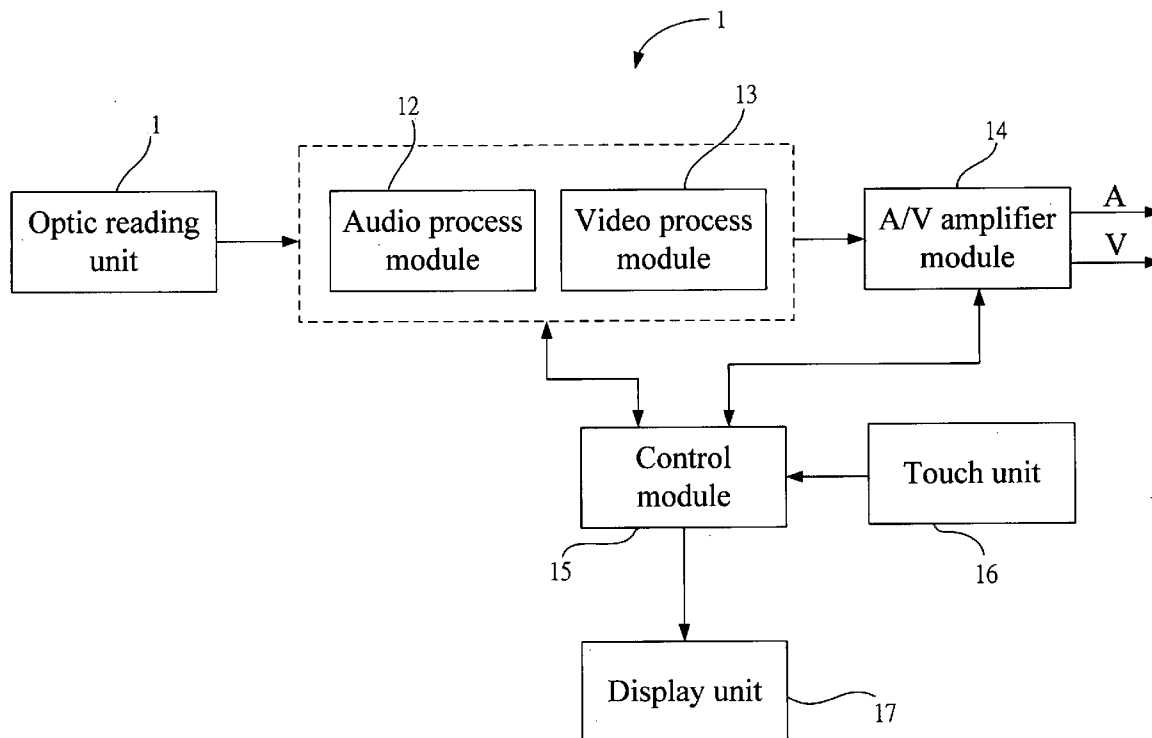 1
12
13
14
1
Optic reading
unit
Audio process
module
Video process
module
A/V amplifier
module
A
V
Control
module
Touch unit
15
16
Display unit
17